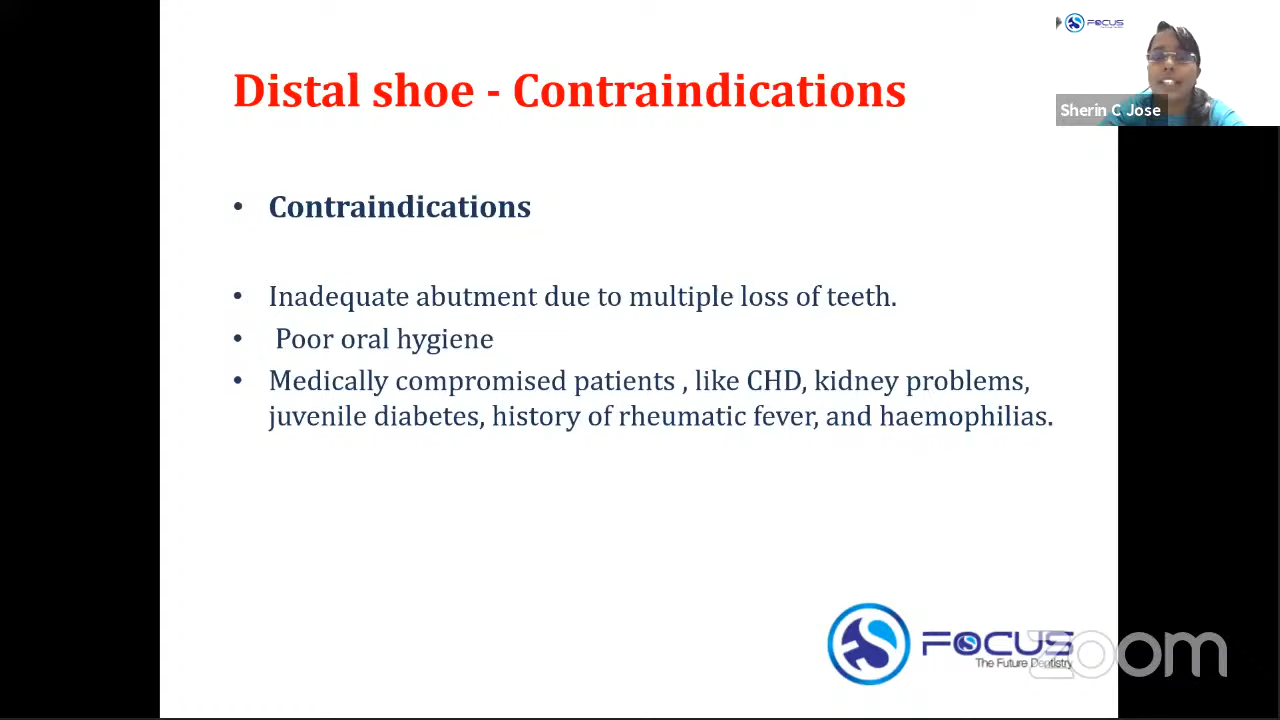 FOCUS
Sherin C Jose
Distal shoe - Contraindications
• Contraindications
• Inadequate abutment due to multiple loss of teeth.
• Poor oral hygiene
• Medically compromised patients , like CHD, kidney problems,
juvenile diabetes, history of rheumatic fever, and haemophilias.
FOCUS
The Future Dentistry
zoom